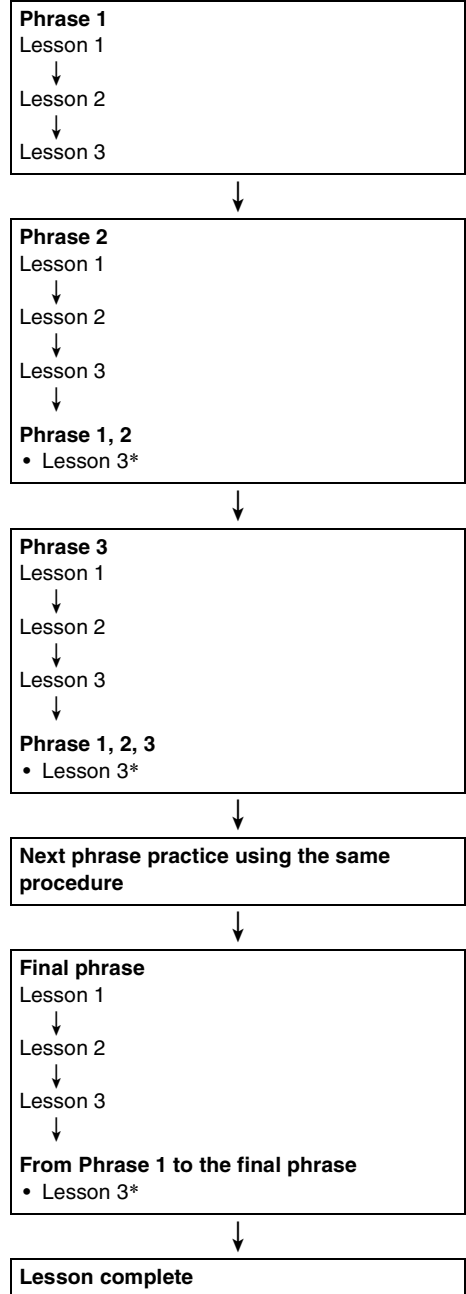 Phrase 1
Lesson 1
Lesson 2
Lesson 3
Phrase 2
Lesson 1
Lesson 2
Lesson 3
Phrase 1, 2
• Lesson 3*
Phrase 3
Lesson 1
Lesson 2
Lesson 3
Phrase 1, 2, 3
• Lesson 3*
Next phrase practice using the same
procedure
Final phrase
Lesson 1
Lesson 2
Lesson 3
From Phrase 1 to the final phrase
• Lesson 3*
Lesson complete